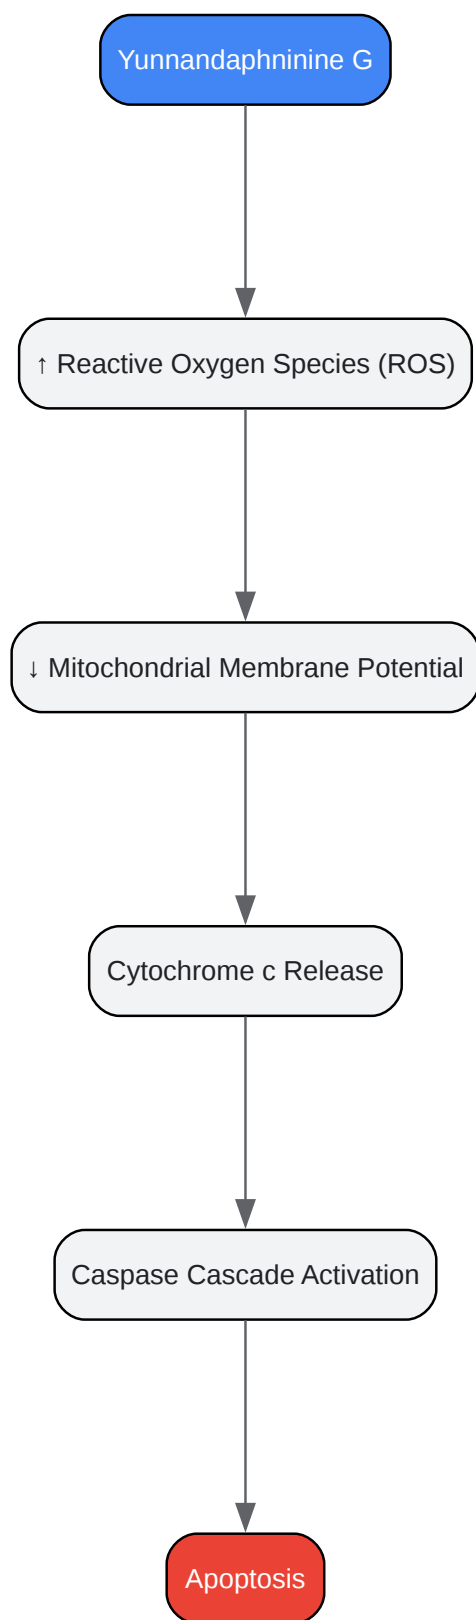 Yunnandaphninine G
↑ Reactive Oxygen Species (ROS)
↓ Mitochondrial Membrane Potential
Cytochrome c Release
Caspase Cascade Activation
Apoptosis